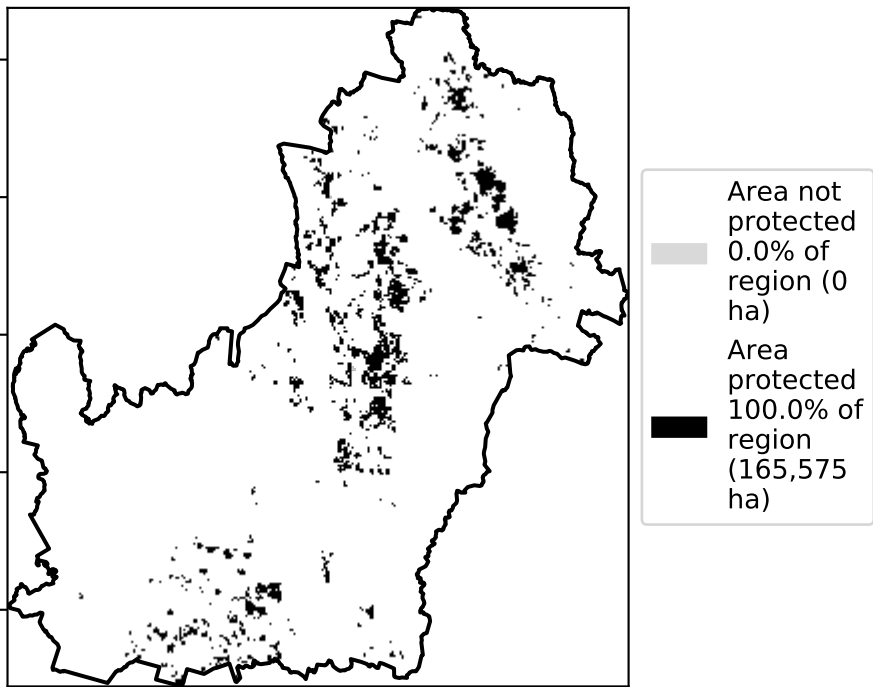 Area not
protected
0.0% of
region (0
ha)
Area
protected
100.0% of
region
(165,575
ha)